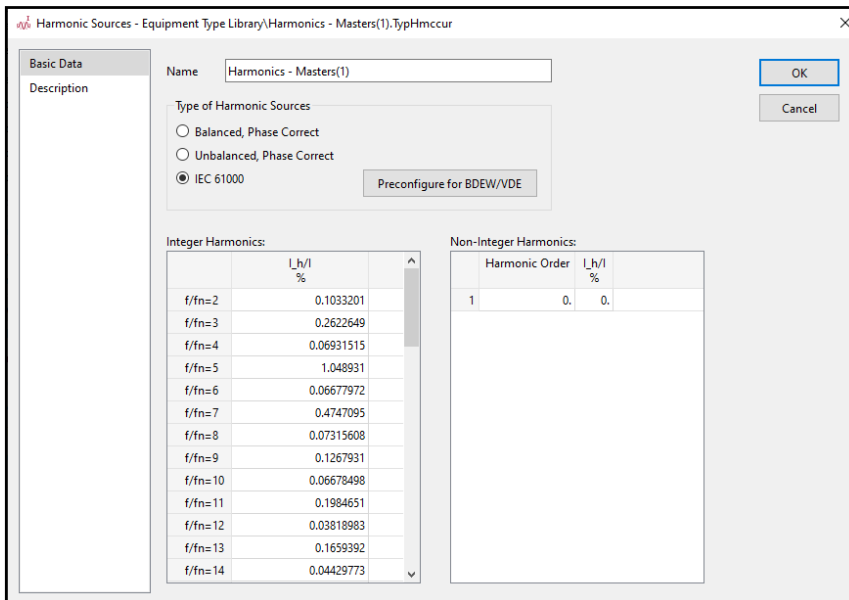 Harmonic Sources - Equipment Type Library\Harmonics - Masters(1).TypHmccur
Basic Data
Description
Name Harmonics - Masters(1)
OK
Cancel
Type of Harmonic Sources
Balanced, Phase Correct
Unbalanced, Phase Correct
IEC 61000
Preconfigure for BDEW/VDE
Integer Harmonics:
I_h/I
%
f/fn=2 0.1033201
f/fn=3 0.2622649
f/fn=4 0.06931515
f/fn=5 1.048931
f/fn=6 0.06677972
f/fn=7 0.4747095
f/fn=8 0.07315608
f/fn=9 0.1267931
f/fn=10 0.06678498
f/fn=11 0.1984651
f/fn=12 0.03818983
f/fn=13 0.1659392
f/fn=14 0.04429773
Non-Integer Harmonics:
Harmonic Order I_h/I
%
1 0. 0.